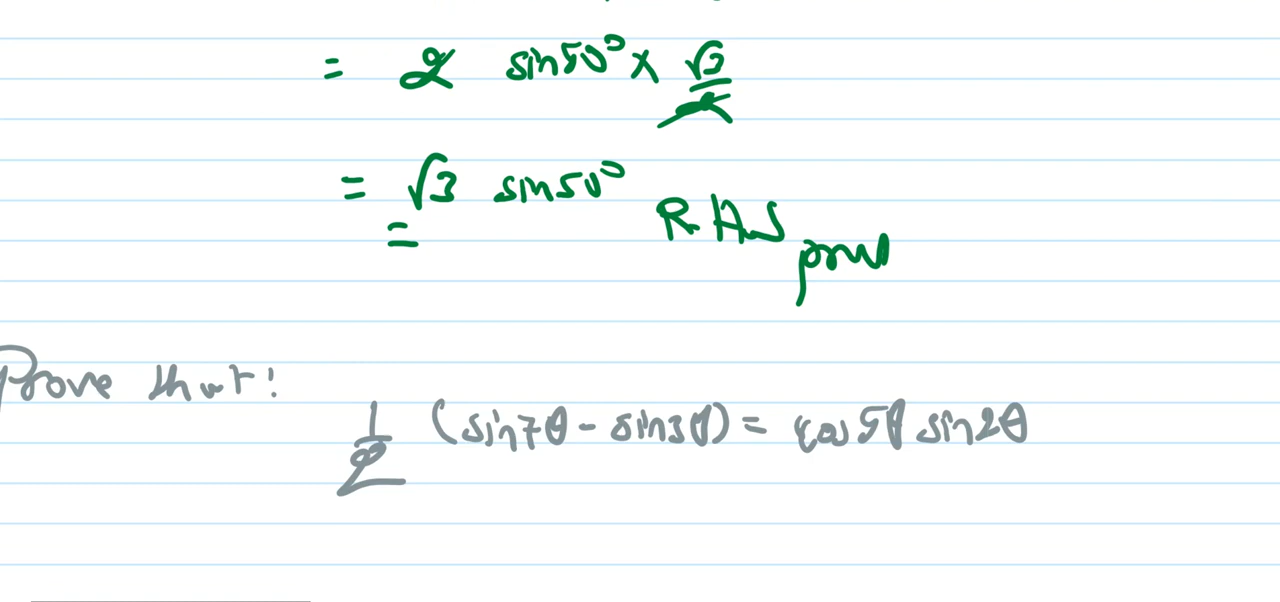 = 2 sin50° × √3/2
= √3 sin50°
= RHS
Prove that:
1/2 (sin7θ - sin3θ) = cos5θ sin2θ